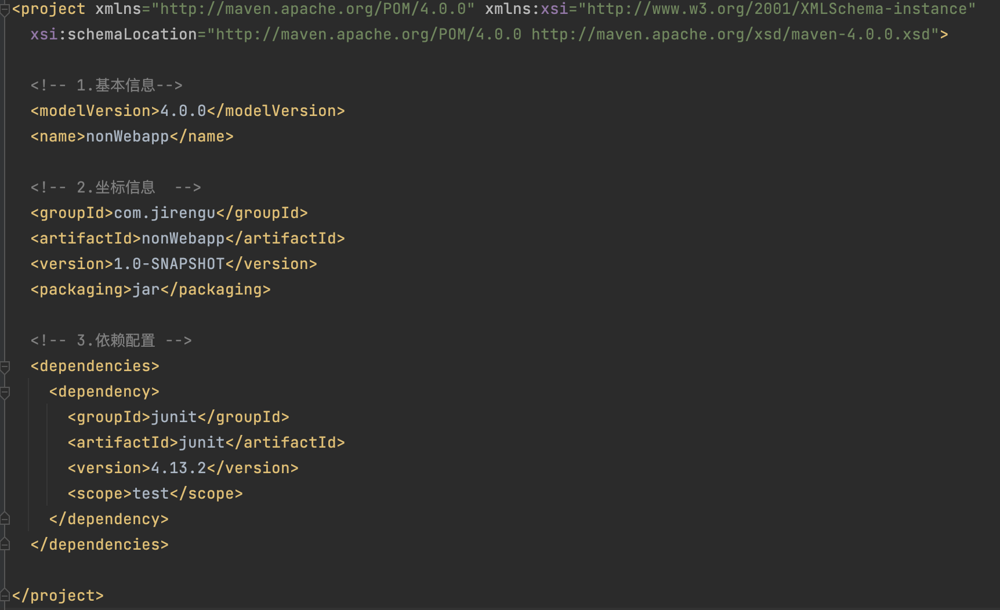 <project xmlns="http://maven.apache.org/POM/4.0.0" xmlns:xsi="http://www.w3.org/2001/XMLSchema-instance"
xsi:schemaLocation="http://maven.apache.org/POM/4.0.0 http://maven.apache.org/xsd/maven-4.0.0.xsd">
<!-- 1.基本信息-->
<modelVersion>4.0.0</modelVersion>
<name>nonWebapp</name>
<!-- 2.坐标信息  -->
<groupId>com.jirengu</groupId>
<artifactId>nonWebapp</artifactId>
<version>1.0-SNAPSHOT</version>
<packaging>jar</packaging>
<!-- 3.依赖配置 -->
<dependencies>
<dependency>
<groupId>junit</groupId>
<artifactId>junit</artifactId>
<version>4.13.2</version>
<scope>test</scope>
</dependency>
</dependencies>
</project>